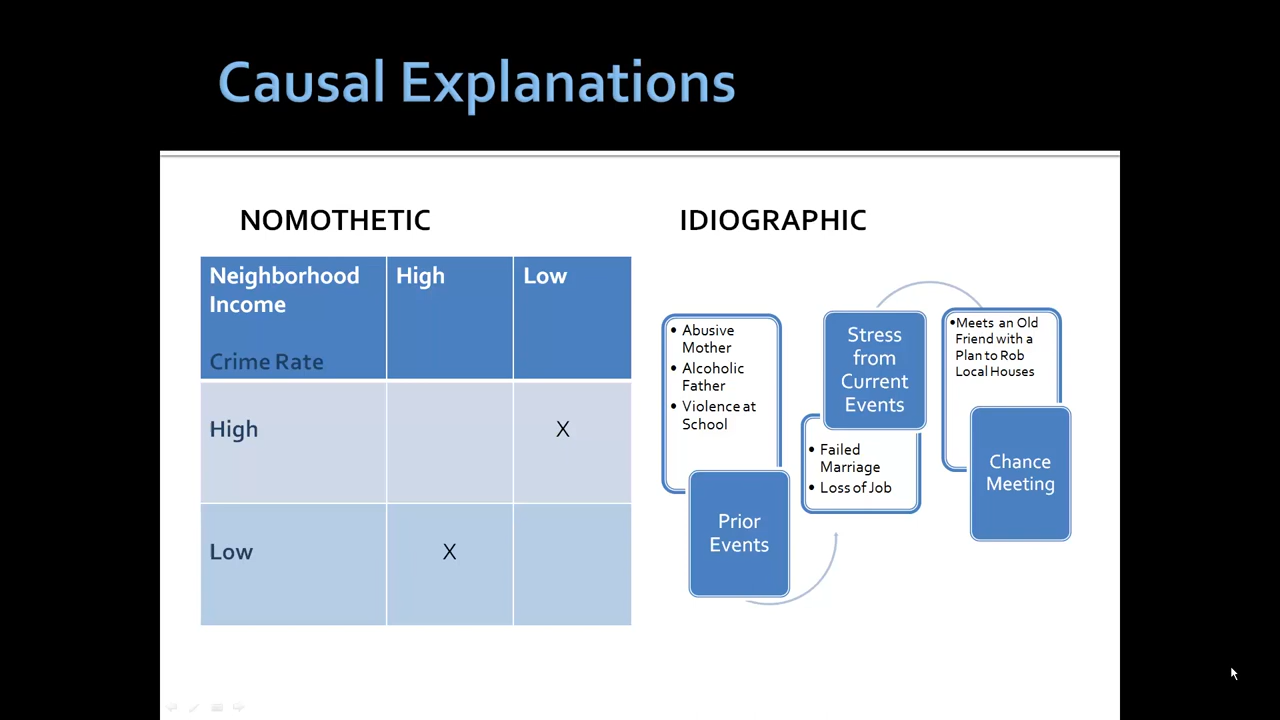 Causal Explanations
NOMOTHETIC
Neighborhood
Income
Crime Rate
High
Low
High
X
Low
X
IDIOGRAPHIC
• Abusive
Mother
• Alcoholic
Father
• Violence at
School
Prior
Events
Stress
from
Current
Events
• Failed
Marriage
• Loss of Job
•Meets an Old
Friend with a
Plan to Rob
Local Houses
Chance
Meeting